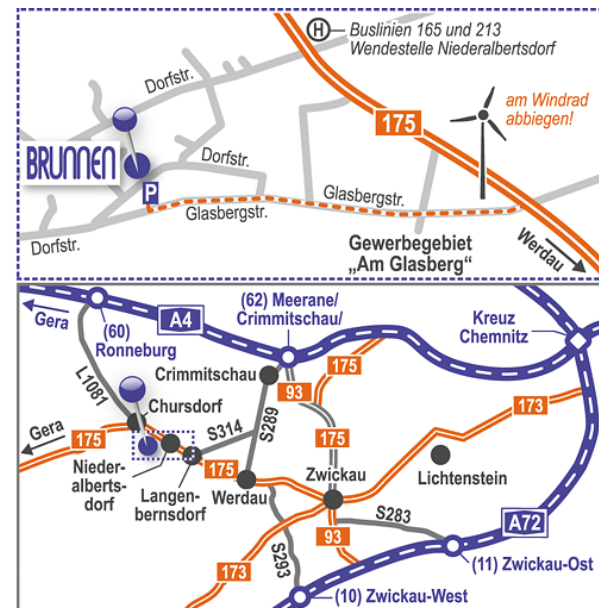 H
Buslinien 165 und 213
Wendestelle Niederalbertsdorf
Dorfstr.
am Windrad
abbiegen!
175
BRUNNEN
Dorfstr.
P
Glasbergstr.
Glasbergstr.
Dorfstr.
Gewerbegebiet
„Am Glasberg“
Werdau
Gera
A4
(60)
Ronneburg
(62) Meerane/
Crimmitschau/
Kreuz
Chemnitz
L1081
Crimmitschau
175
93
173
Chursdorf
Gera
175
S314
S289
175
Nieder-
alberts-
dorf
Langen-
bernsdorf
175
Werdau
Zwickau
Lichtenstein
S283
A72
93
173
S293
(11) Zwickau-Ost
(10) Zwickau-West